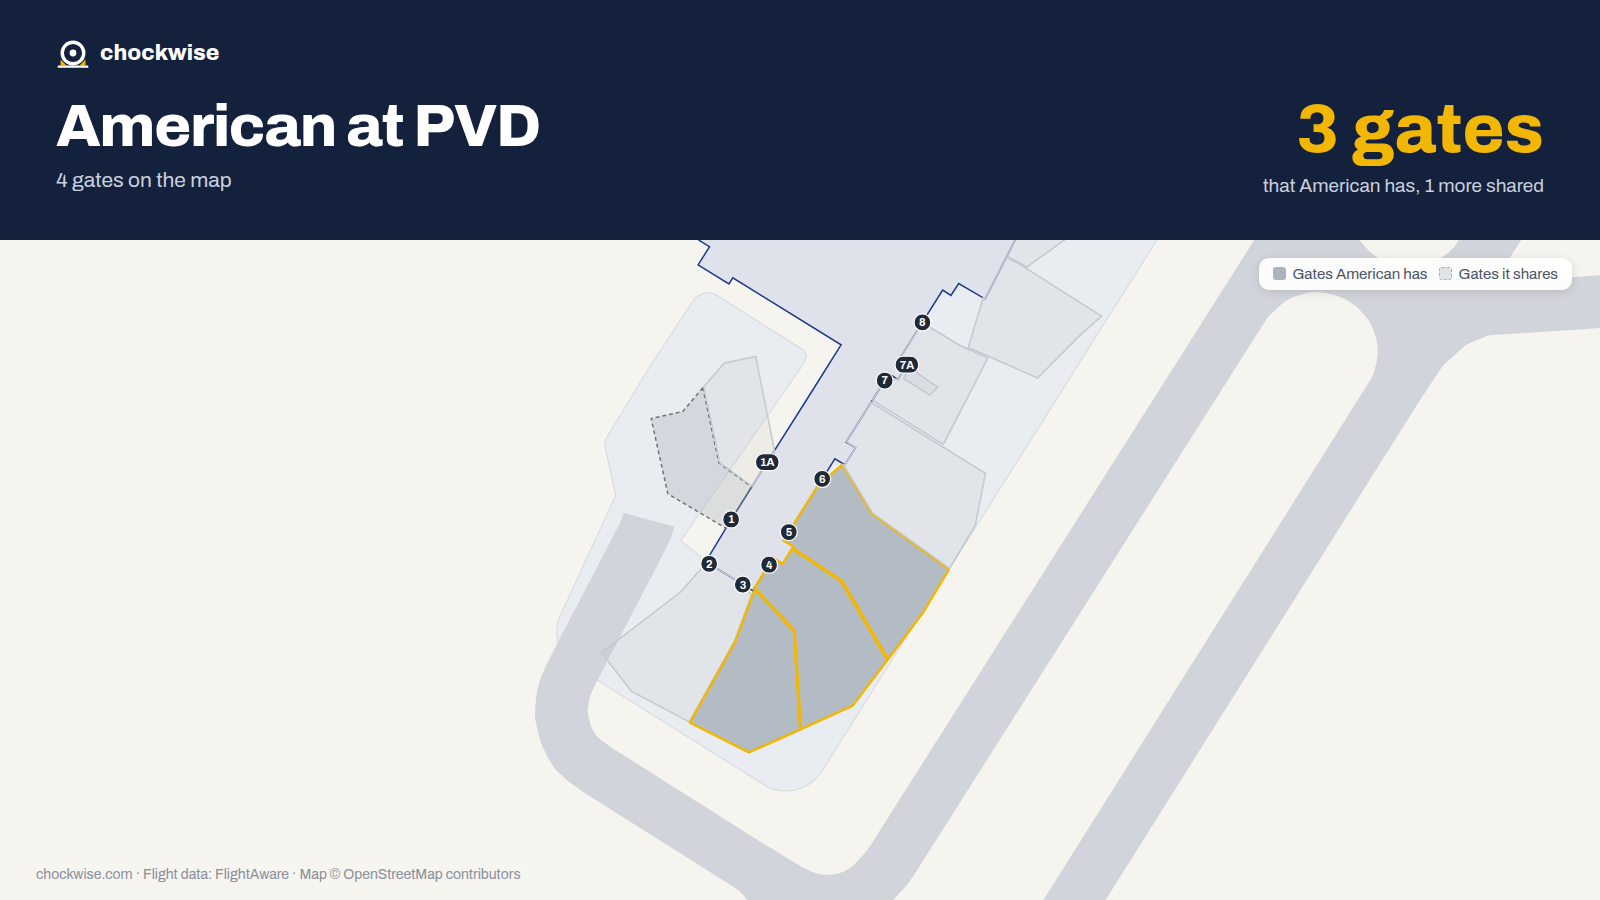 chockwise
American at PVD
4 gates on the map
3 gates
that American has, 1 more shared
Gates American has
Gates it shares
8
7A
7
1A
6
1
5
2
4
3
chockwise.com · Flight data: FlightAware · Map © OpenStreetMap contributors